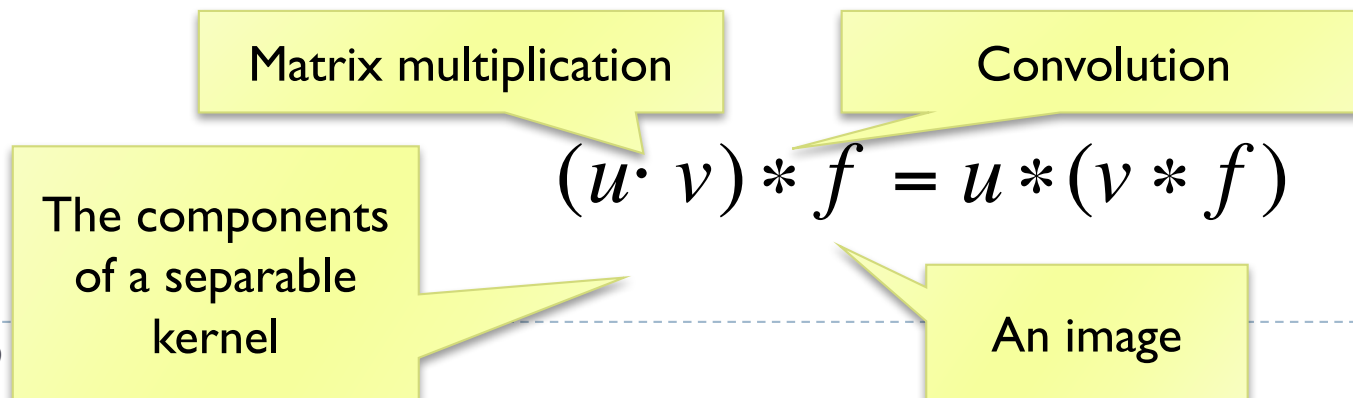 Matrix multiplication
Convolution
(u· v) * f = u * (v * f)
The components
of a separable
kernel
An image